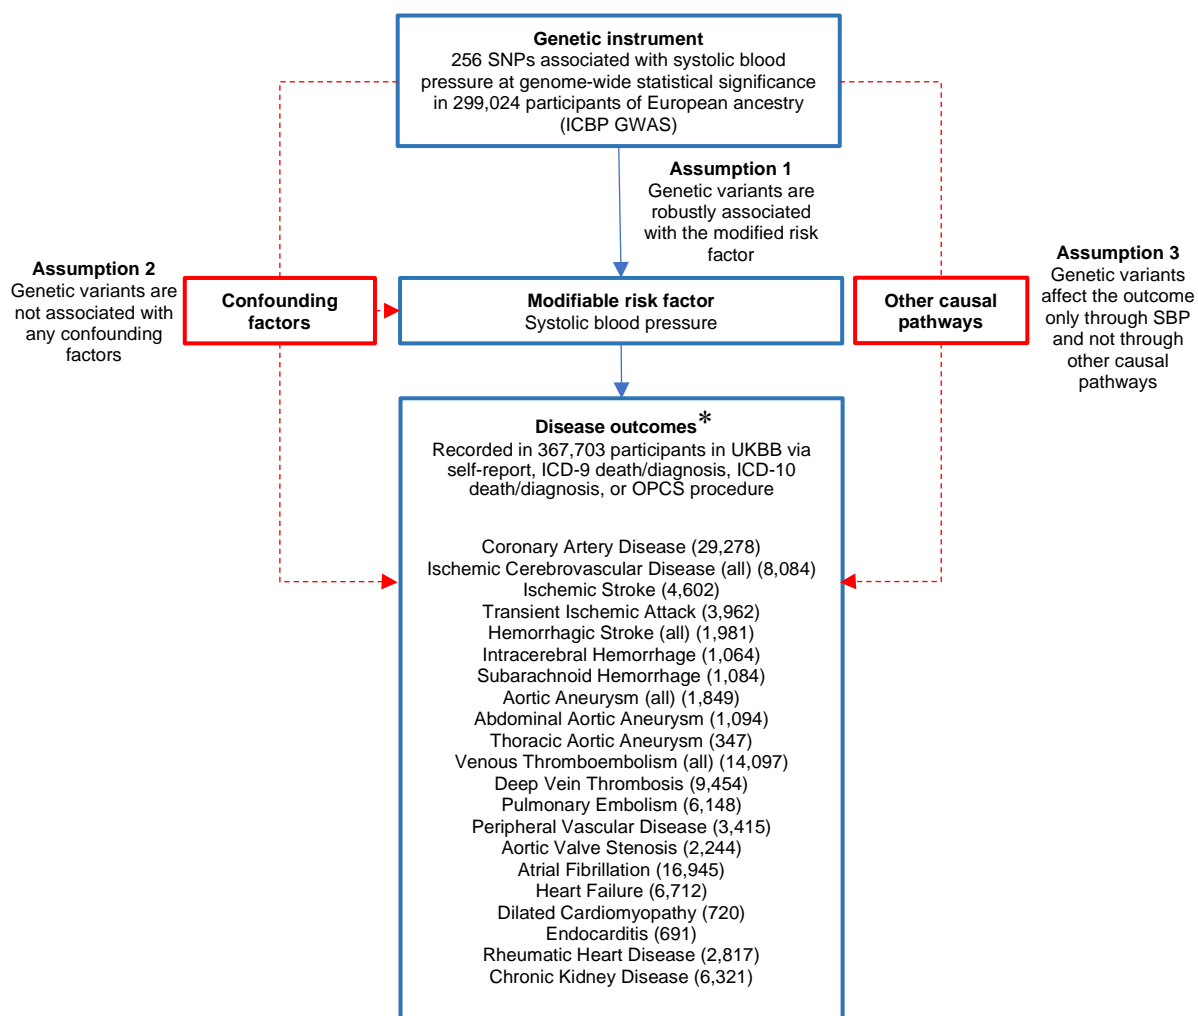 Genetic instrument
256 SNPs associated with systolic blood
pressure at genome-wide statistical significance
in 299,024 participants of European ancestry
(ICBP GWAS)
Assumption 1
Genetic variants are
robustly associated
with the modified risk
factor
Assumption 2
Genetic variants are
not associated with
any confounding
factors
Confounding
factors
Modifiable risk factor
Systolic blood pressure
Other causal
pathways
Assumption 3
Genetic variants
affect the outcome
only through SBP
and not through
other causal
pathways
Disease outcomes*
Recorded in 367,703 participants in UKBB via
self-report, ICD-9 death/diagnosis, ICD-10
death/diagnosis, or OPCS procedure
Coronary Artery Disease (29,278)
Ischemic Cerebrovascular Disease (all) (8,084)
Ischemic Stroke (4,602)
Transient Ischemic Attack (3,962)
Hemorrhagic Stroke (all) (1,981)
Intracerebral Hemorrhage (1,064)
Subarachnoid Hemorrhage (1,084)
Aortic Aneurysm (all) (1,849)
Abdominal Aortic Aneurysm (1,094)
Thoracic Aortic Aneurysm (347)
Venous Thromboembolism (all) (14,097)
Deep Vein Thrombosis (9,454)
Pulmonary Embolism (6,148)
Peripheral Vascular Disease (3,415)
Aortic Valve Stenosis (2,244)
Atrial Fibrillation (16,945)
Heart Failure (6,712)
Dilated Cardiomyopathy (720)
Endocarditis (691)
Rheumatic Heart Disease (2,817)
Chronic Kidney Disease (6,321)